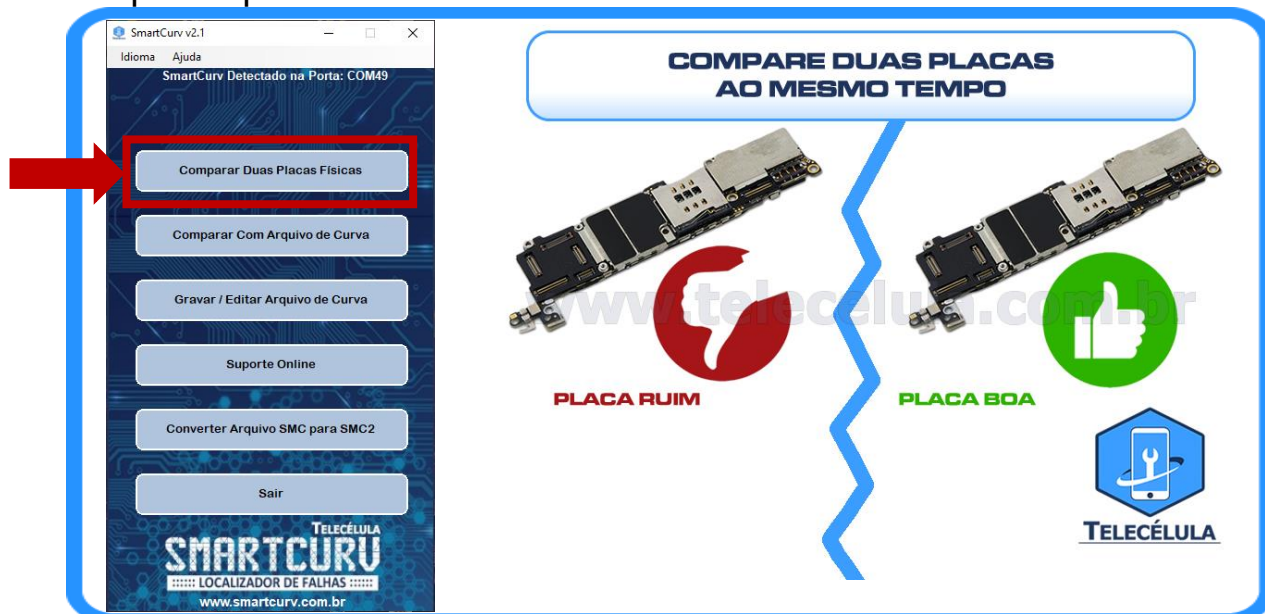 SmartCurv v2.1
Idioma Ajuda
SmartCurv Detectado na Porta: COM49
Comparar Duas Placas Físicas
Comparar Com Arquivo de Curva
Gravar / Editar Arquivo de Curva
Suporte Online
Converter Arquivo SMC para SMC2
Sair
TELECÉLULA
SMARTCURV
:::::: LOCALIZADOR DE FALHAS ::::::
www.smartcurv.com.br
COMPARE DUAS PLACAS
AO MESMO TEMPO
www.telecelula.com.br
PLACA RUIM
PLACA BOA
TELECÉLULA